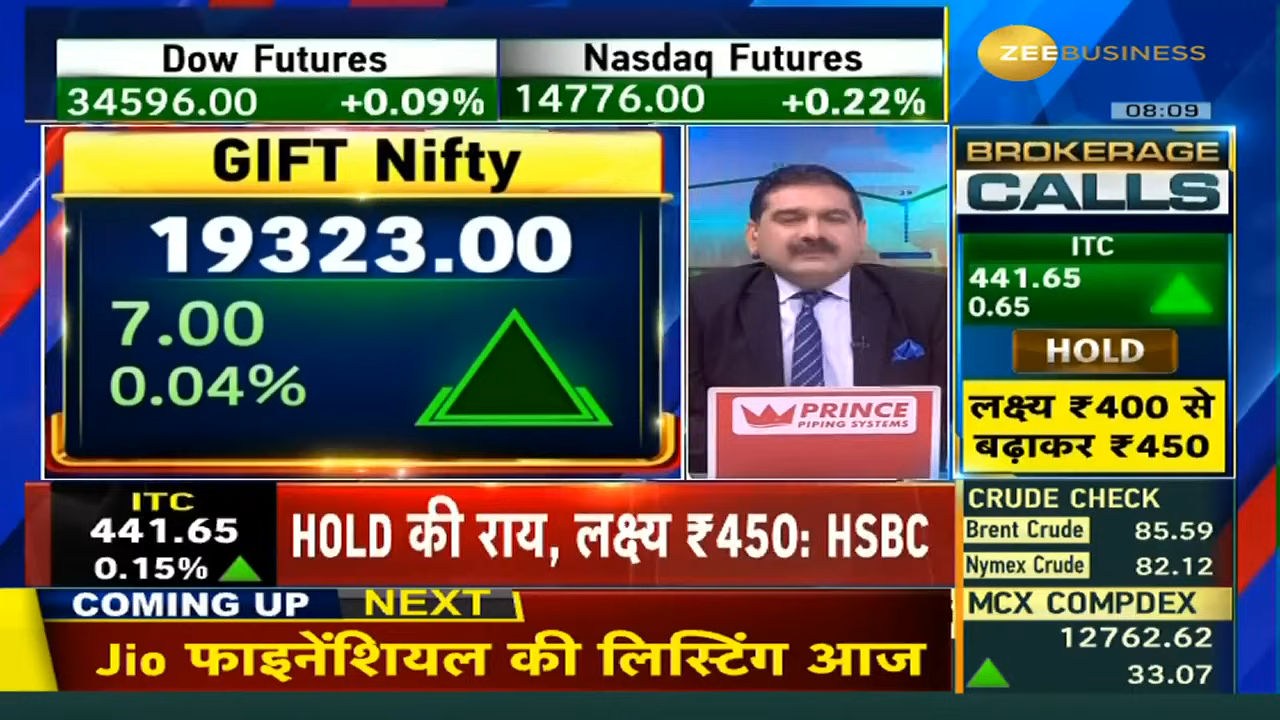 Dow Futures
34596.00 +0.09%
Nasdaq Futures
14776.00 +0.22%
ZEEBUSINESS
08:09
GIFT Nifty
19323.00
7.00
0.04%
PRINCE
PIPING SYSTEMS
BROKERAGE
CALLS
ITC
441.65
0.65
HOLD
लक्ष्य ₹400 से
बढ़ाकर ₹450
ITC
441.65
0.15%
HOLD की राय, लक्ष्य ₹450: HSBC
CRUDE CHECK
Brent Crude 85.59
Nymex Crude 82.12
MCX COMPDEX
12762.62
33.07
COMING UP NEXT
Jio फाइनेंशियल की लिस्टिंग आज